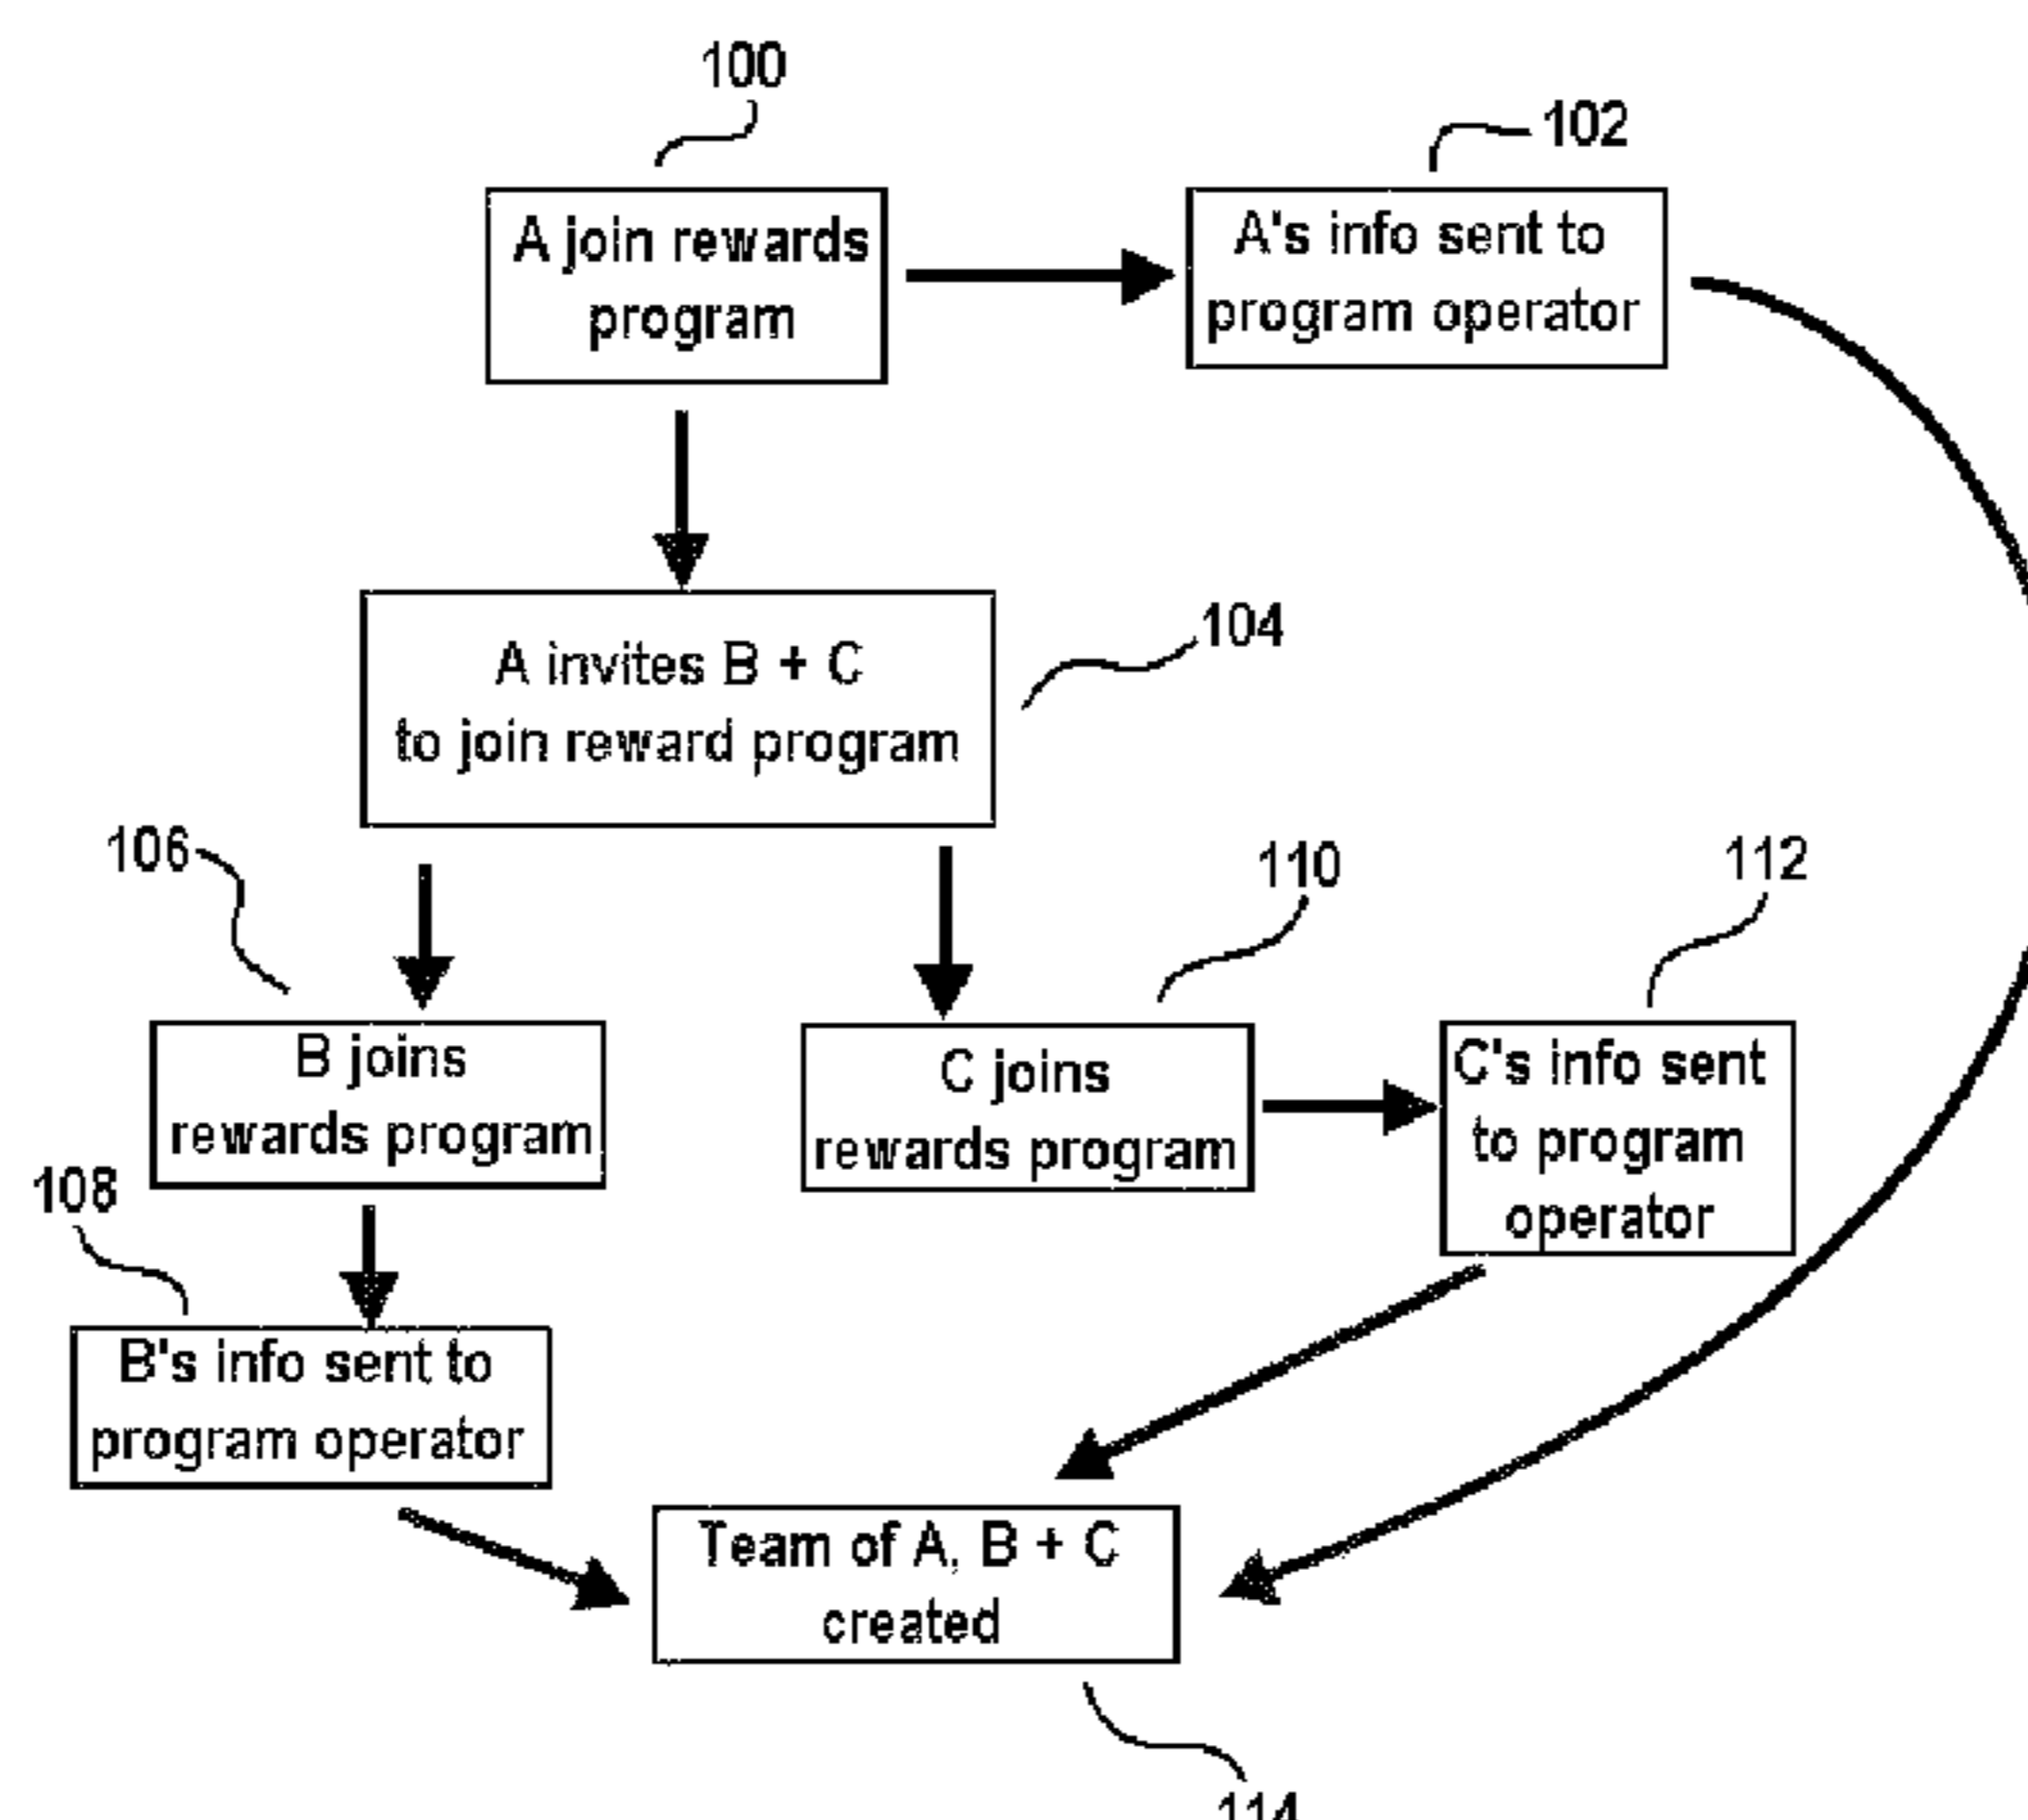 100
102
A join rewards
program
A's info sent to
program operator
104
A invites B + C
to join reward program
106
110
112
B joins
rewards program
C joins
rewards program
C's info sent
to program
operator
108
B's info sent to
program operator
Team of A, B + C
created
114